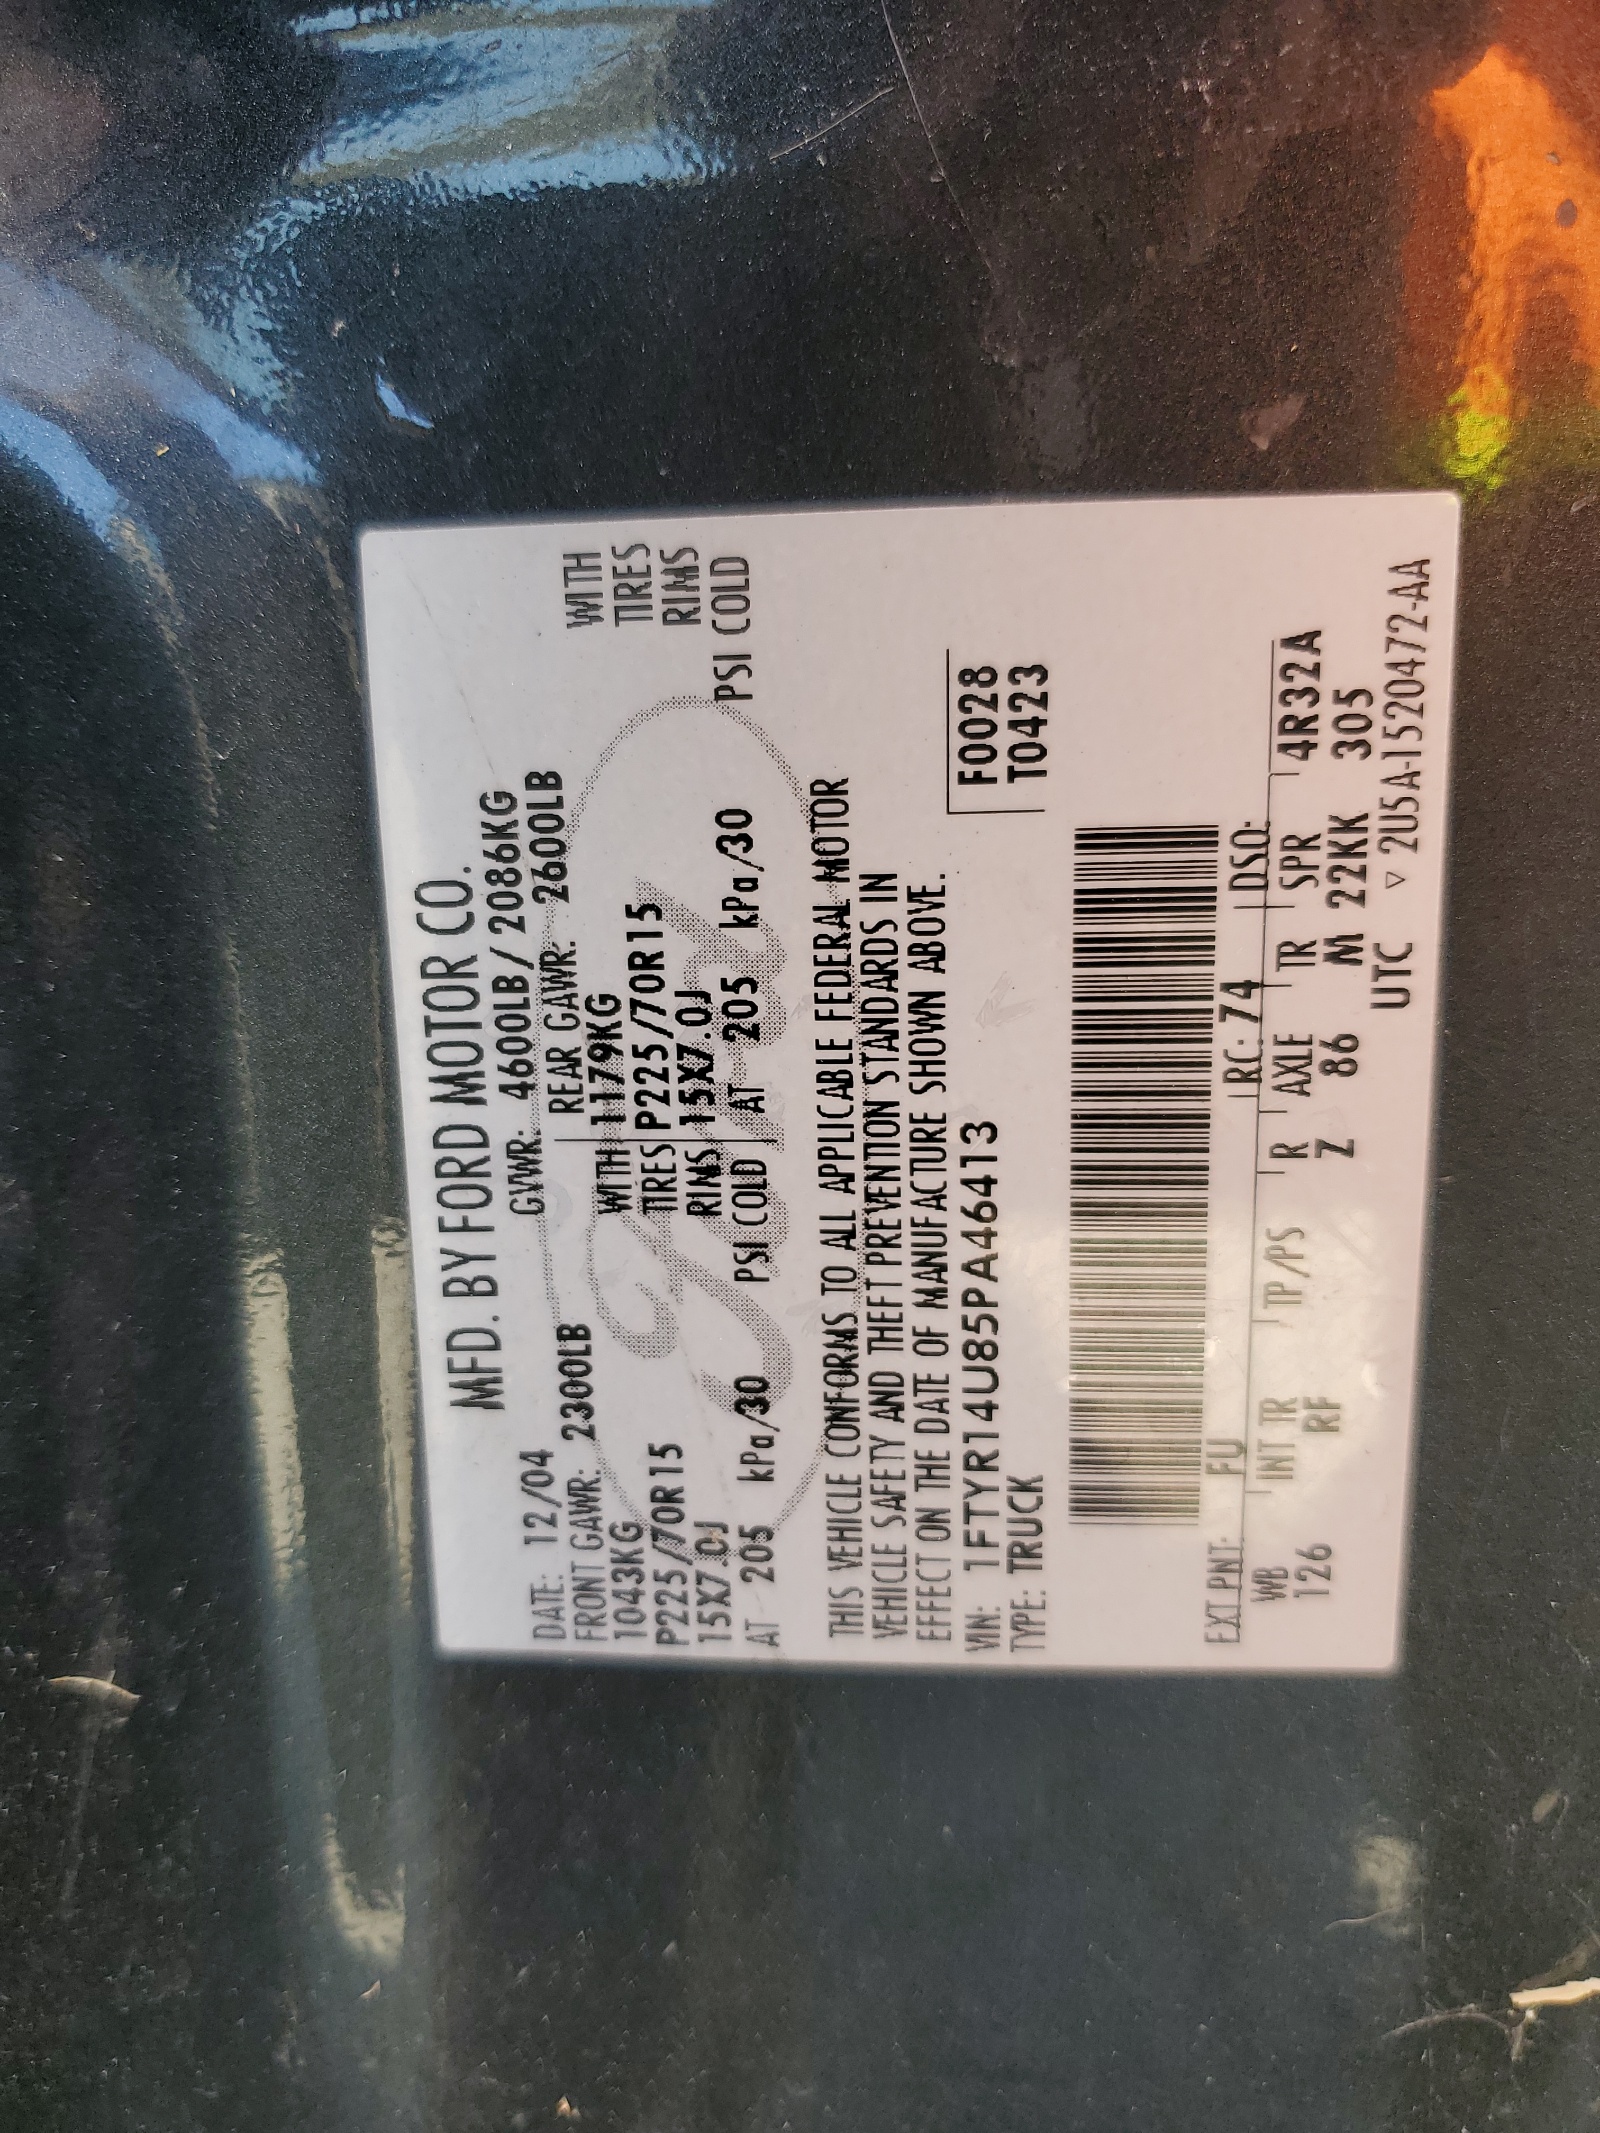 MFD. BY FORD MOTOR CO.
DATE: 12/04 GVWR: 4600LB/ 2086KG
FRONT GAWR: 2300LB REAR GAWR: 2600LB
1043KG WITH 1179KG WITH
P225/70R15 TIRES P225/70R15 TIRES
15X7.0J RIMS 15X7.0J RIMS
AT 205 kPa/30 PSI COLD AT 205 kPa/30 PSI COLD
THIS VEHICLE CONFORMS TO ALL APPLICABLE FEDERAL MOTOR
VEHICLE SAFETY AND THEFT PREVENTION STANDARDS IN
EFFECT ON THE DATE OF MANUFACTURE SHOWN ABOVE.
VIN: 1FTYR14U85PA46413 F0028
TYPE: TRUCK T0423
EXT PNT: FU RC: 74 DSO:
WB INT TR TP/PS R AXLE TR SPR 4R32A
126 RF Z 86 M 22KK 305
UTC ▽ 2U5A-1520472-AA